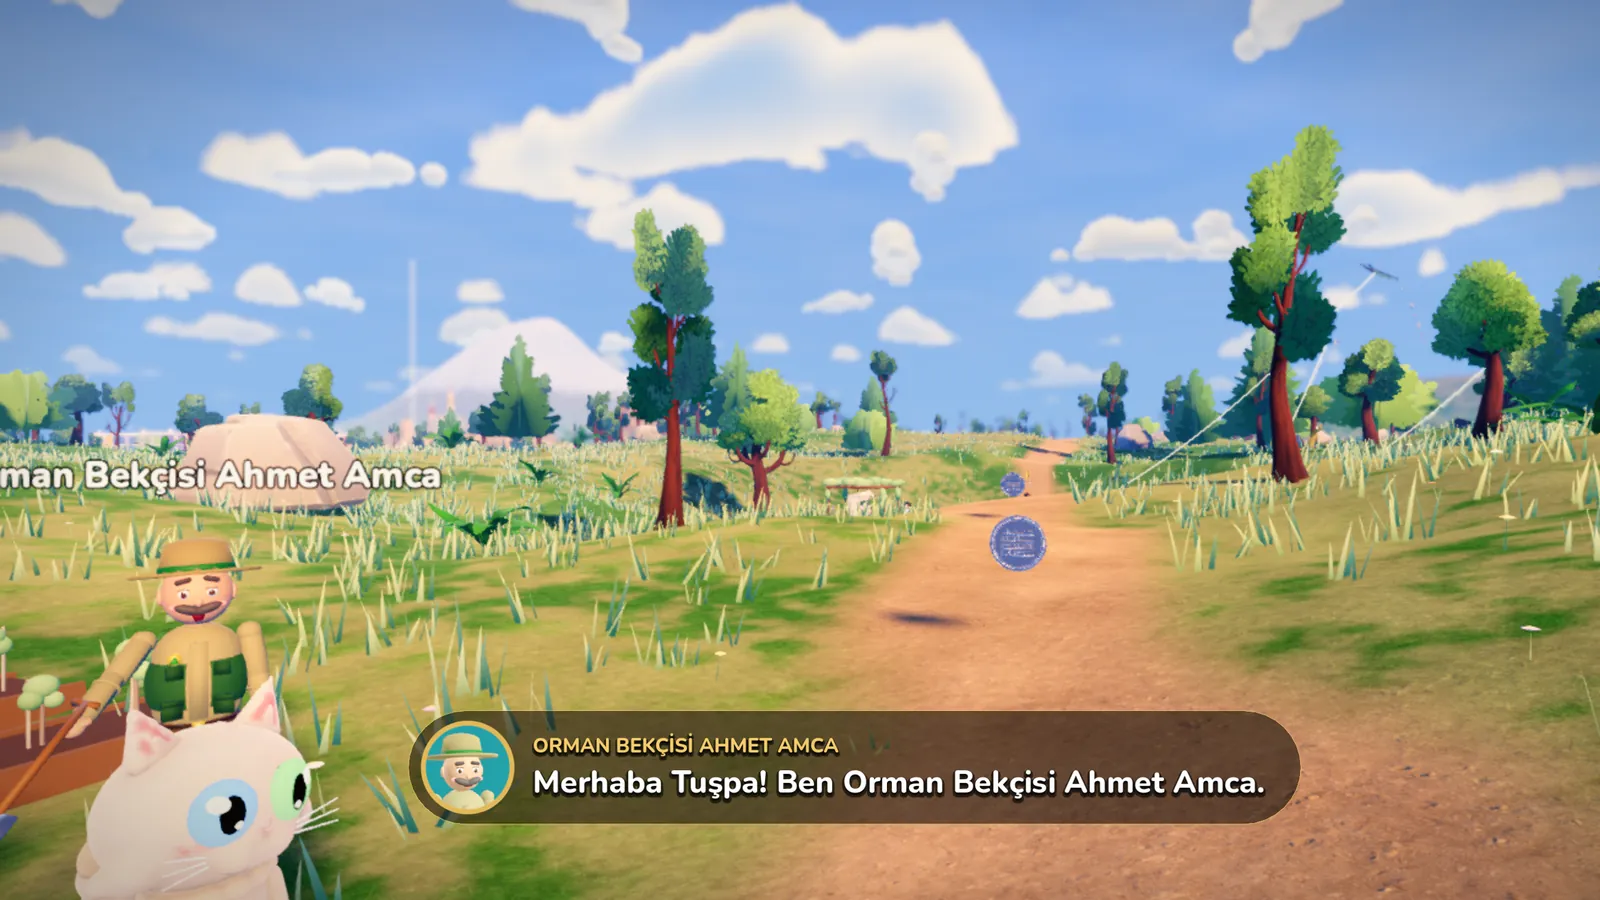 man Bekçisi Ahmet Amca
ORMAN BEKÇİSİ AHMET AMCA
Merhaba Tuşpa! Ben Orman Bekçisi Ahmet Amca.